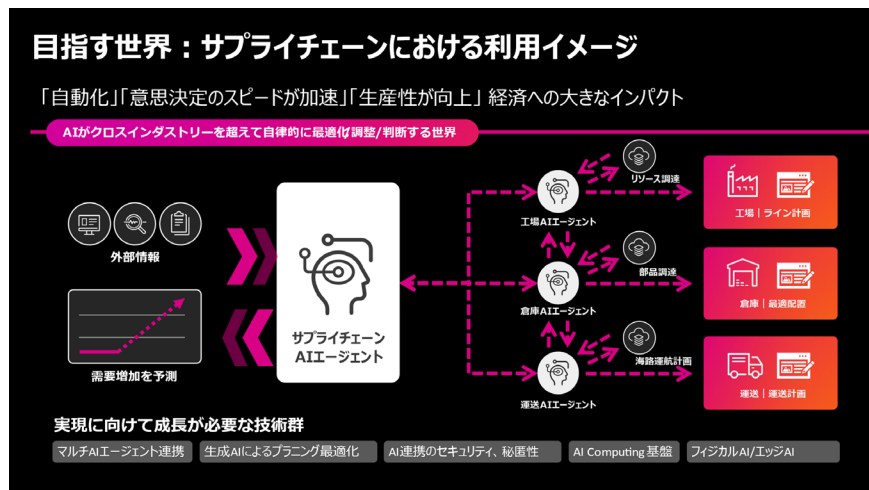 目指す世界：サプライチェーンにおける利用イメージ
「自動化」「意思決定のスピードが加速」「生産性が向上」 経済への大きなインパクト
AIがクロスインダストリーを超えて自律的に最適化/調整/判断する世界
外部情報
需要増加を予測
サプライチェーン
AIエージェント
リソース調達
工場AIエージェント
工場｜ライン計画
部品調達
倉庫AIエージェント
倉庫｜最適配置
海路運航計画
運送AIエージェント
運送｜運送計画
実現に向けて成長が必要な技術群
マルチAIエージェント連携
生成AIによるプラニング最適化
AI連携のセキュリティ、秘匿性
AI Computing 基盤
フィジカルAI/エッジAI